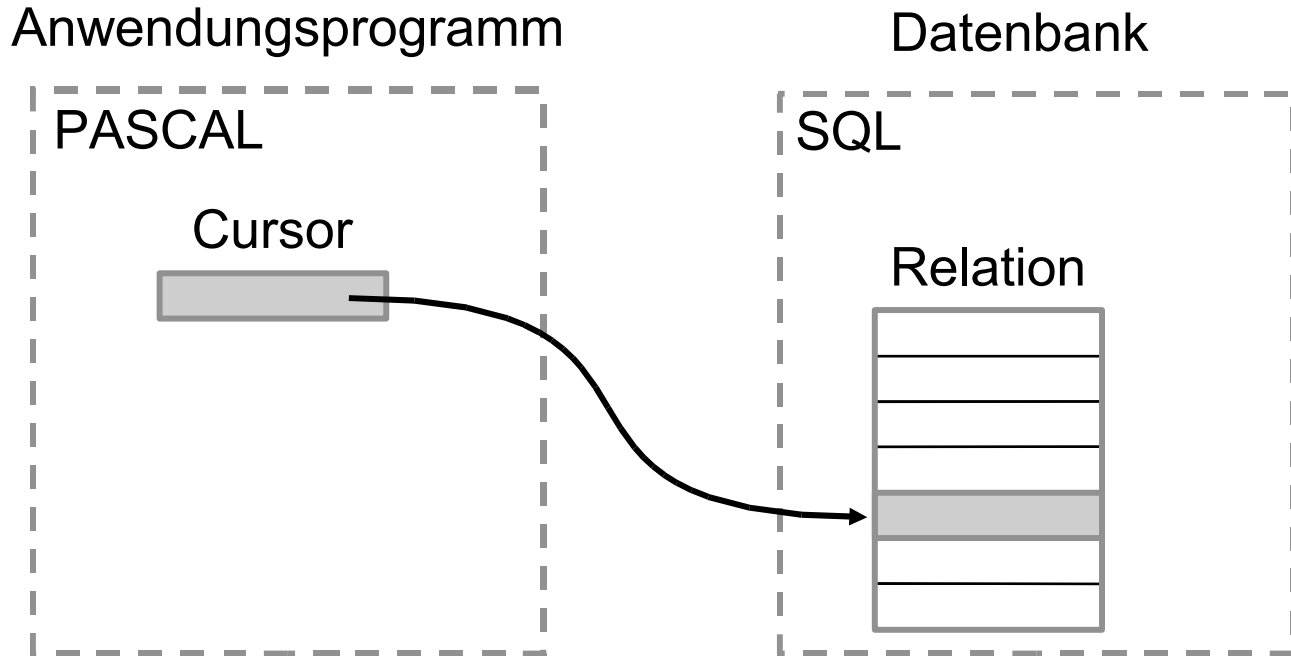 Anwendungsprogramm
Datenbank
PASCAL
SQL
Cursor
Relation